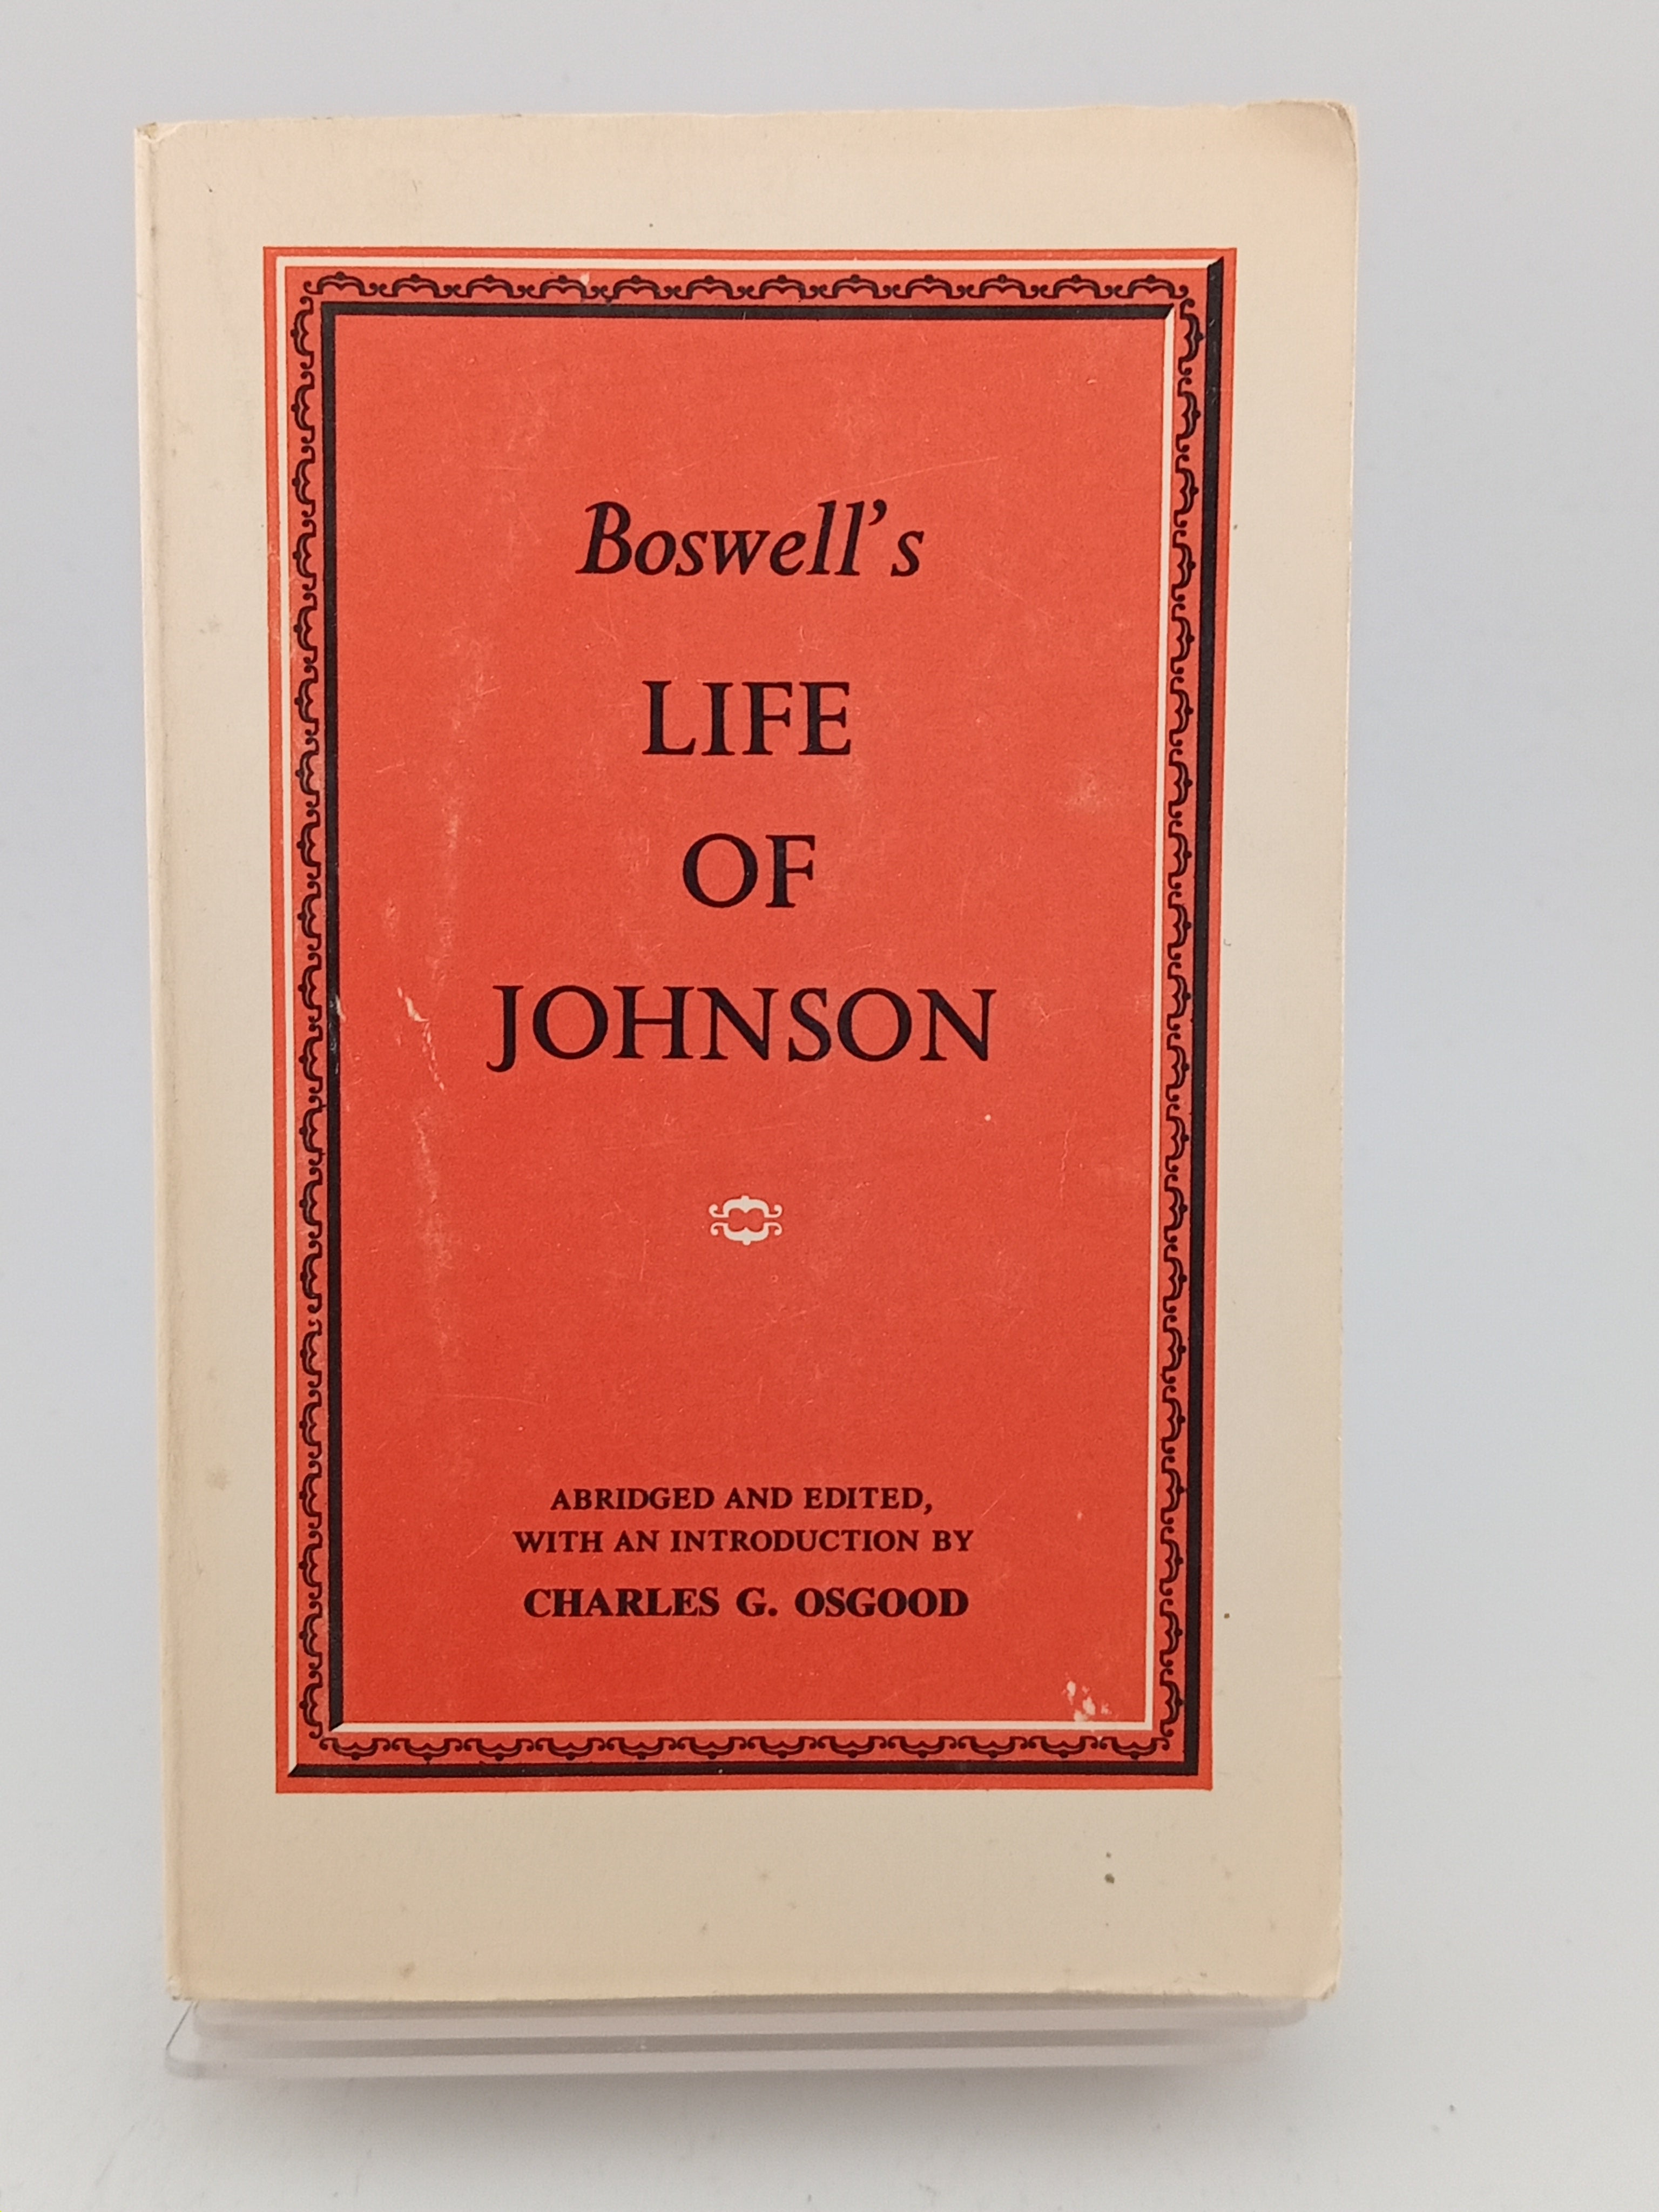 Boswell's
LIFE
OF
JOHNSON
ABRIDGED AND EDITED,
WITH AN INTRODUCTION BY
CHARLES G. OSGOOD